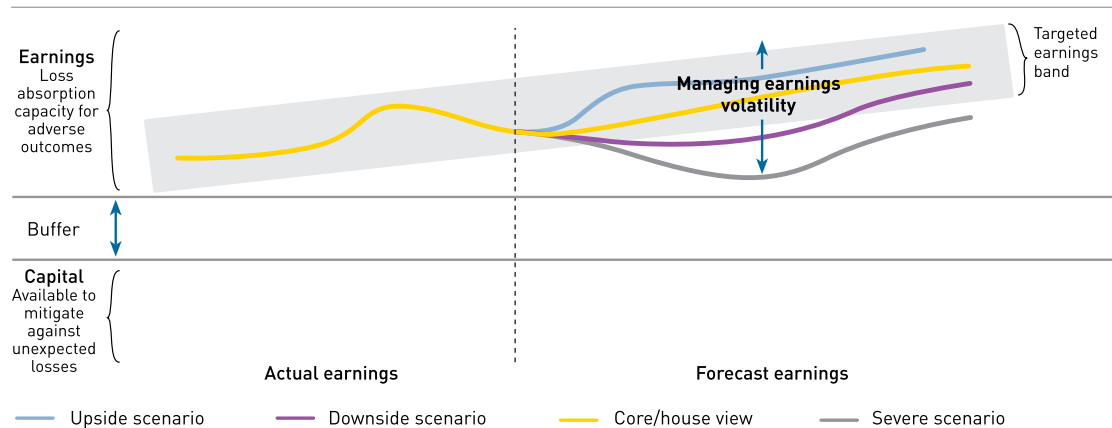 Earnings
Loss
absorption
capacity for
adverse
outcomes
Targeted
earnings
band
Managing earnings
volatility
Buffer
Capital
Available to
mitigate
against
unexpected
losses
Actual earnings
Forecast earnings
Upside scenario
Downside scenario
Core/house view
Severe scenario